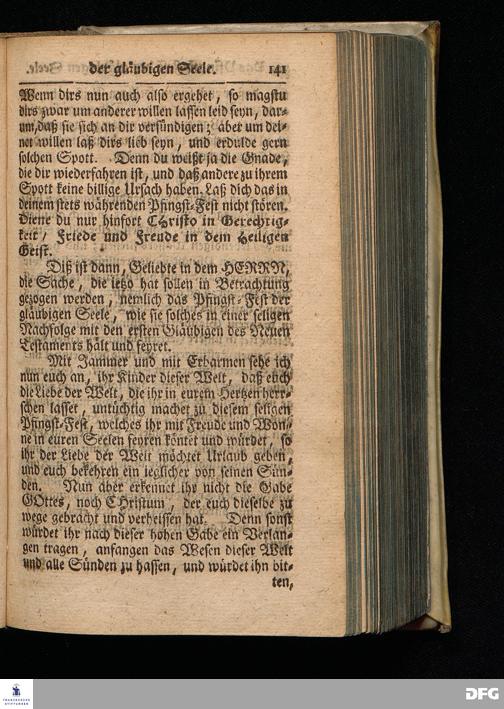 der gläubigen Seele. 141
Wenn dirs nun auch also ergehet, so magstu
dirs zwar um anderer willen lassen leid seyn, dar-
um, daß sie sich an dir versündigen; aber um dei-
net willen laß dirs lieb seyn, und erdulde gern
solchen Spott. Denn du weißt ja die Gnade,
die dir wiederfahren ist, und daß andere zu ihrem
Spott keine billige Ursach haben. Laß dich das in
deinem stets währenden Pfingst-Fest nicht stören.
Diene du nur hinfort CHristo in Gerechtig-
keit, Friede und Freude in dem Heiligen
Geist.
Diß ist dann, Geliebte in dem HERRN,
die Sache, die ietzo hat sollen in Betrachtung
gezogen werden, nemlich das Pfingst-Fest der
gläubigen Seele, wie sie solches in einer seligen
Nachfolge mit den ersten Gläubigen des Neuen
Testaments hält und feyret.
Mit Jammer und mit Erbarmen sehe ich
nun euch an, ihr Kinder dieser Welt, daß euch
die Liebe der Welt, die ihr in eurem Hertzen herr-
schen lasset, untüchtig machet zu diesem seligen
Pfingst-Fest, welches ihr mit Freude und Won-
ne in euren Seelen feyren köntet und würdet, so
ihr der Liebe der Welt möchtet Urlaub geben,
und euch bekehren ein ieglicher von seinen Sün-
den. Nun aber erkennet ihr nicht die Gabe
GOttes, noch CHristum, der euch dieselbe zu
wege gebracht und verheissen hat. Denn sonst
würdet ihr nach dieser hohen Gabe ein Verlan-
gen tragen, anfangen das Wesen dieser Welt
und alle Sünden zu hassen, und würdet ihn bit-
ten,
FRANCKESCHE
STIFTUNGEN
DFG